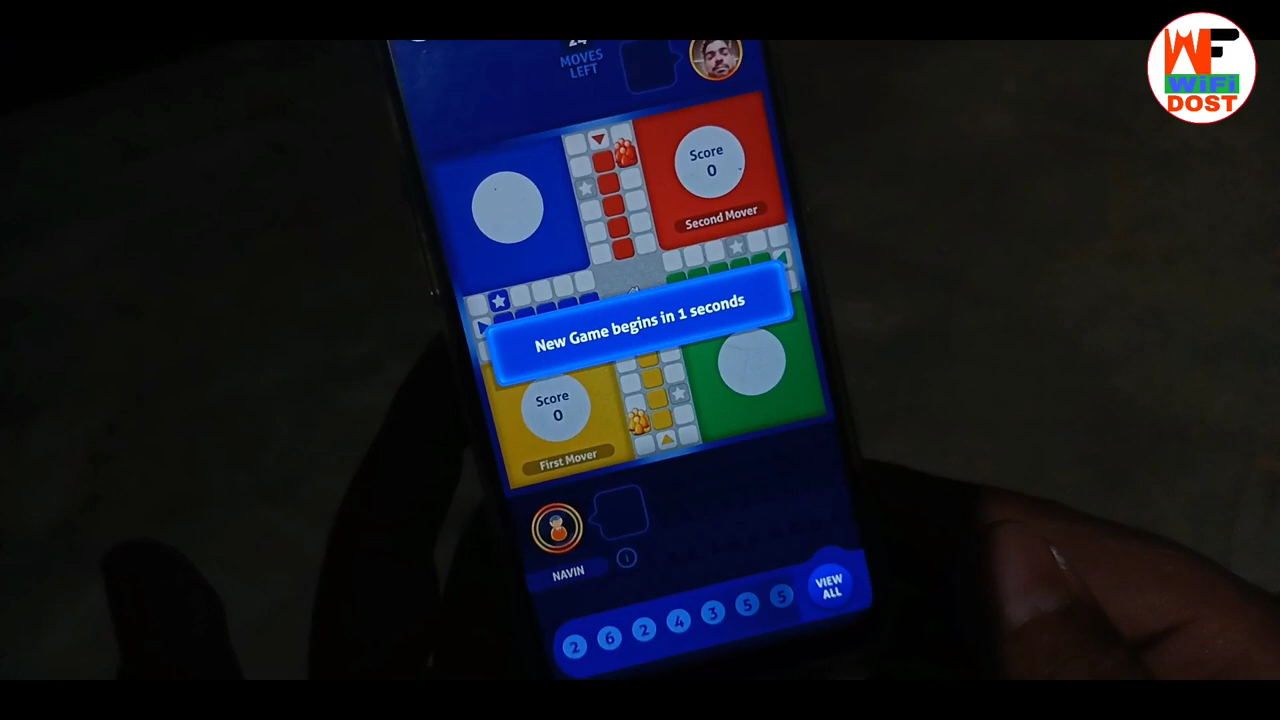 WF
WiFi
DOST
24
MOVES
LEFT
Score
0
Second Mover
New Game begins in 1 seconds
Score
0
First Mover
NAVIN
i
2 6 2 4 3 5 5
VIEW
ALL